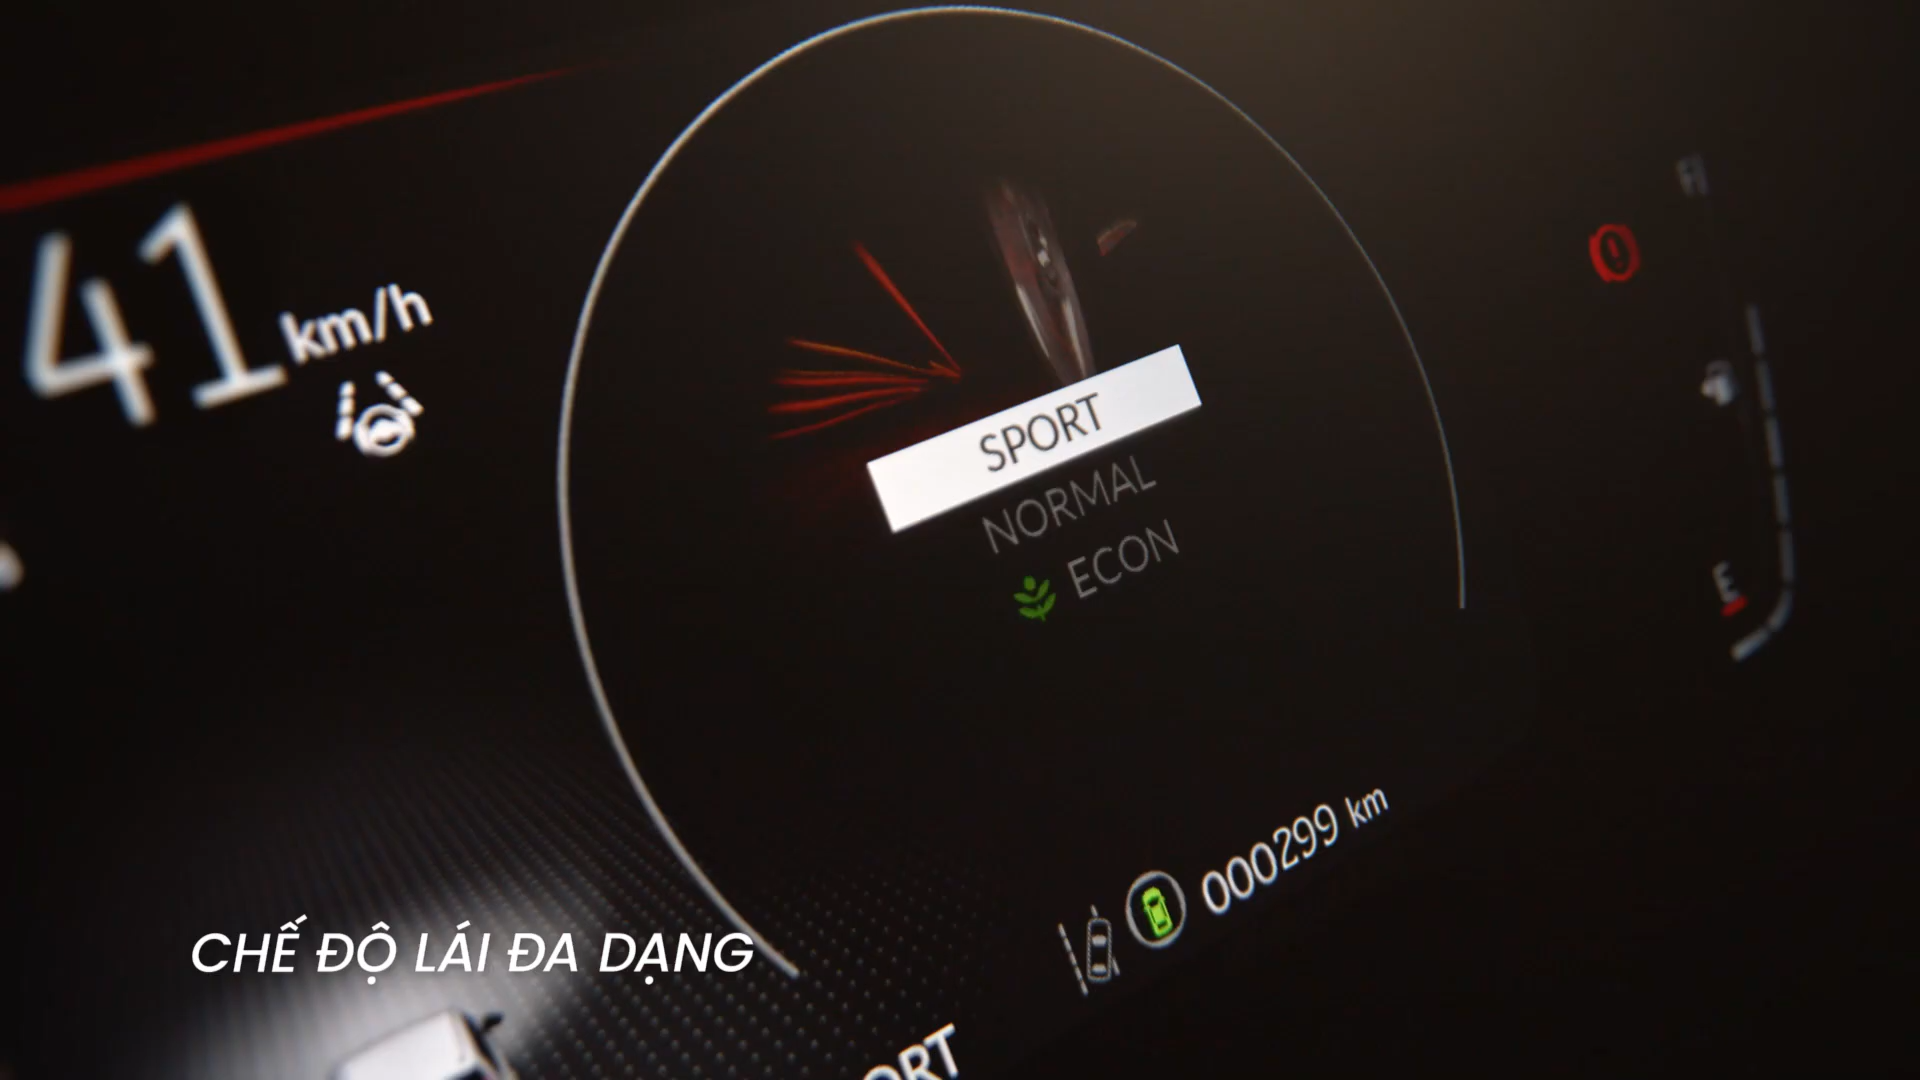 41 km/h
SPORT
NORMAL
ECON
E
000299 km
CHẾ ĐỘ LÁI ĐA DẠNG